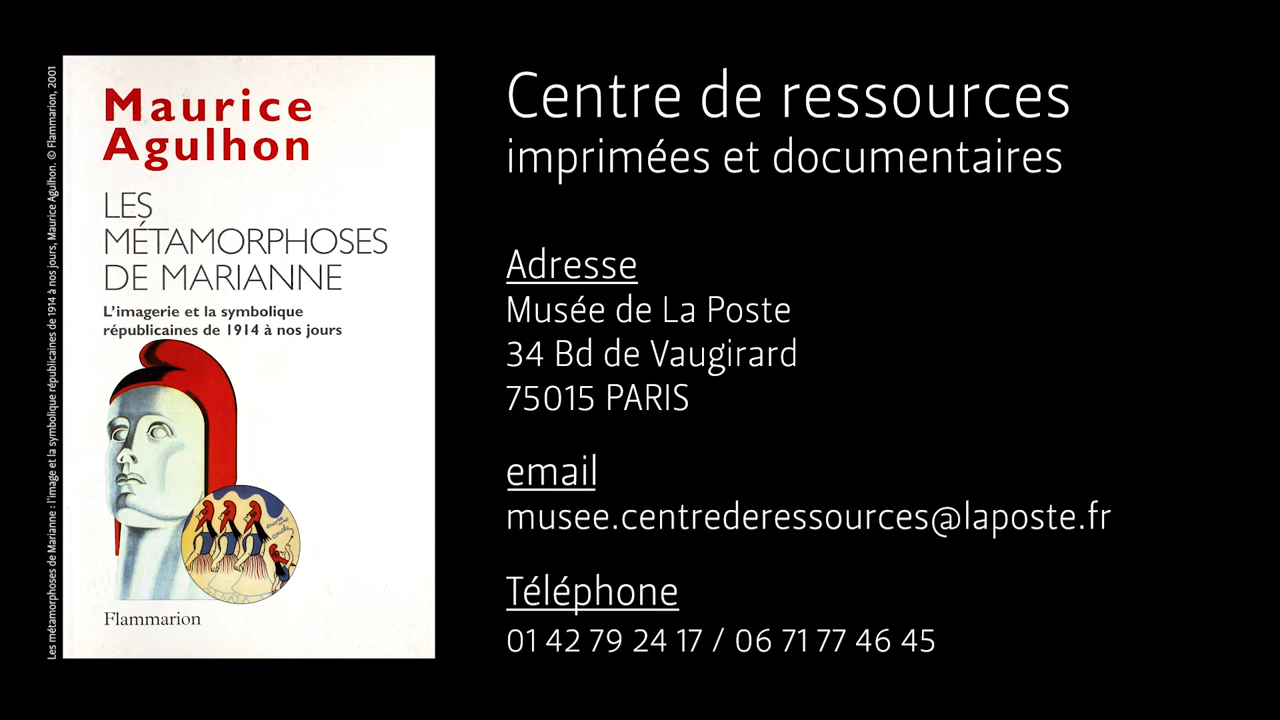 Les métamorphoses de Marianne : l'image et la symbolique républicaines de 1914 à nos jours, Maurice Agulhon. © Flammarion, 2001
Maurice
Agulhon
LES
MÉTAMORPHOSES
DE MARIANNE
L'imagerie et la symbolique
républicaines de 1914 à nos jours
Flammarion
Centre de ressources
imprimées et documentaires
Adresse
Musée de La Poste
34 Bd de Vaugirard
75015 PARIS
email
musee.centrederessources@laposte.fr
Téléphone
01 42 79 24 17 / 06 71 77 46 45